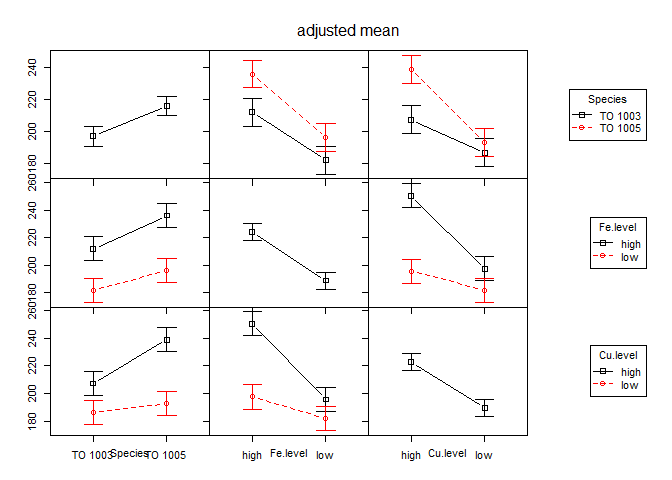 adjusted mean
180 200 220 240
Species
TO 1003
TO 1005
180 200 220 240 260
Fe.level
high
low
180 200 220 240 260
Cu.level
high
low
TO 1003 Species TO 1005 high Fe.level low high Cu.level low